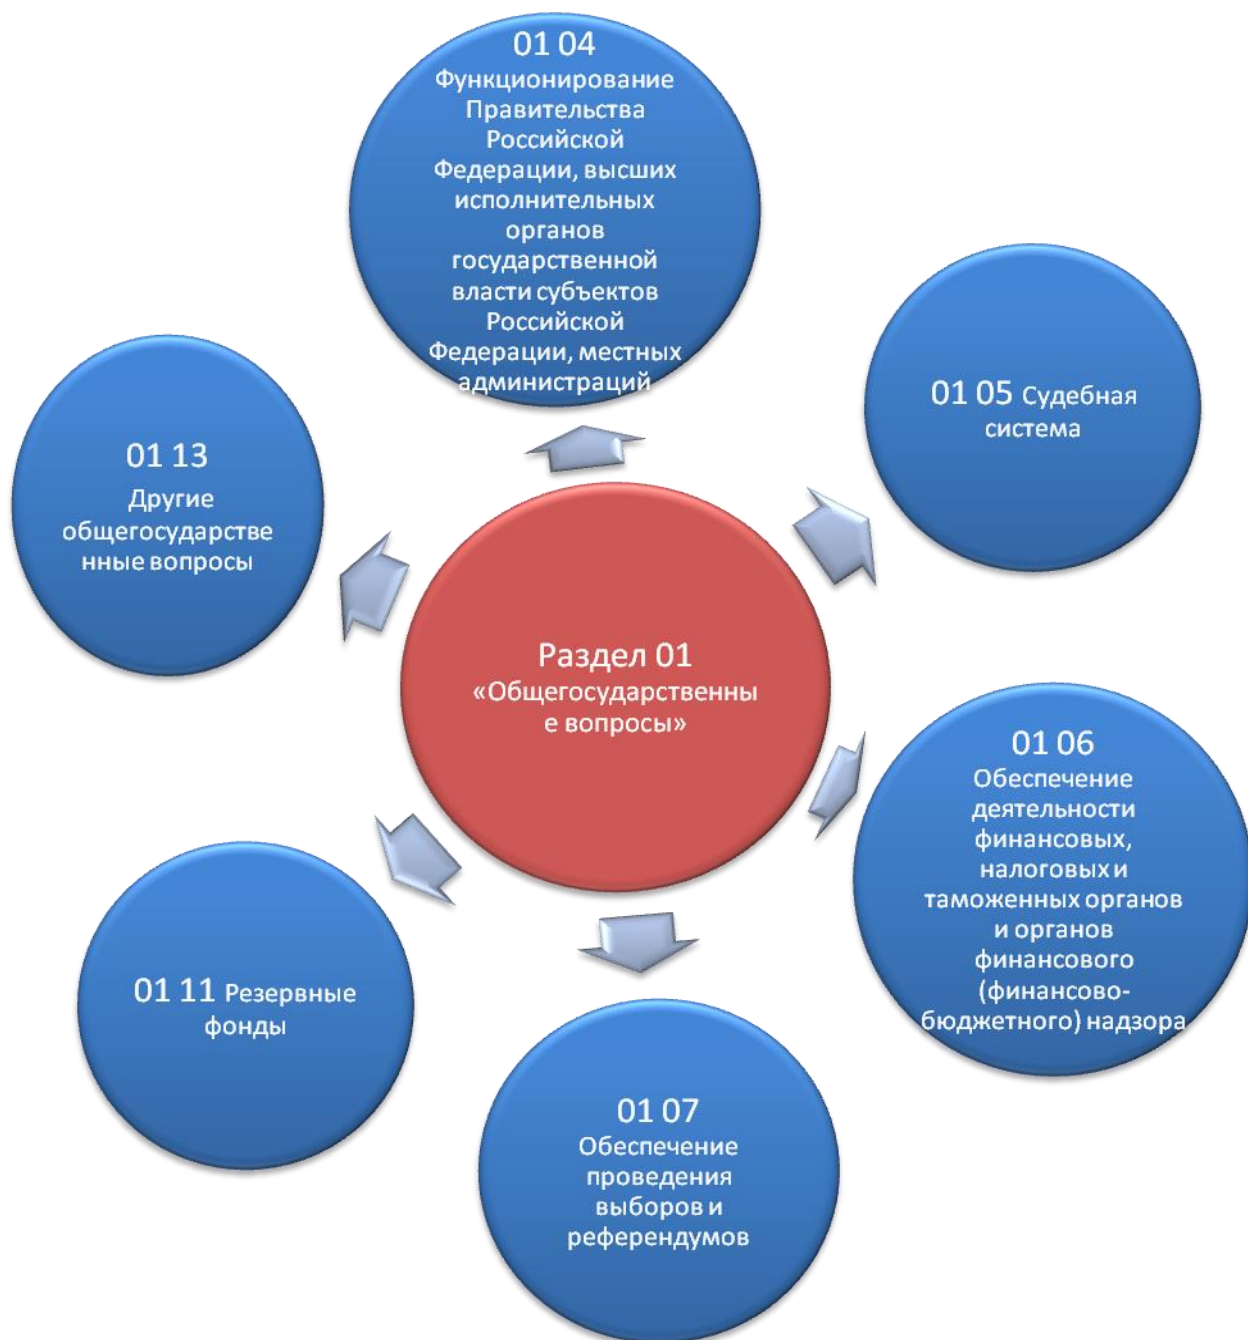 01 04
Функционирование
Правительства
Российской
Федерации, высших
исполнительных
органов
государственной
власти субъектов
Российской
Федерации, местных
администраций
01 05 Судебная
система
01 13
Другие
общегосударстве
нные вопросы
Раздел 01
«Общегосударственны
е вопросы»
01 06
Обеспечение
деятельности
финансовых,
налоговых и
таможенных органов
и органов
финансового
(финансово-
бюджетного) надзора
01 11 Резервные
фонды
01 07
Обеспечение
проведения
выборов и
референдумов